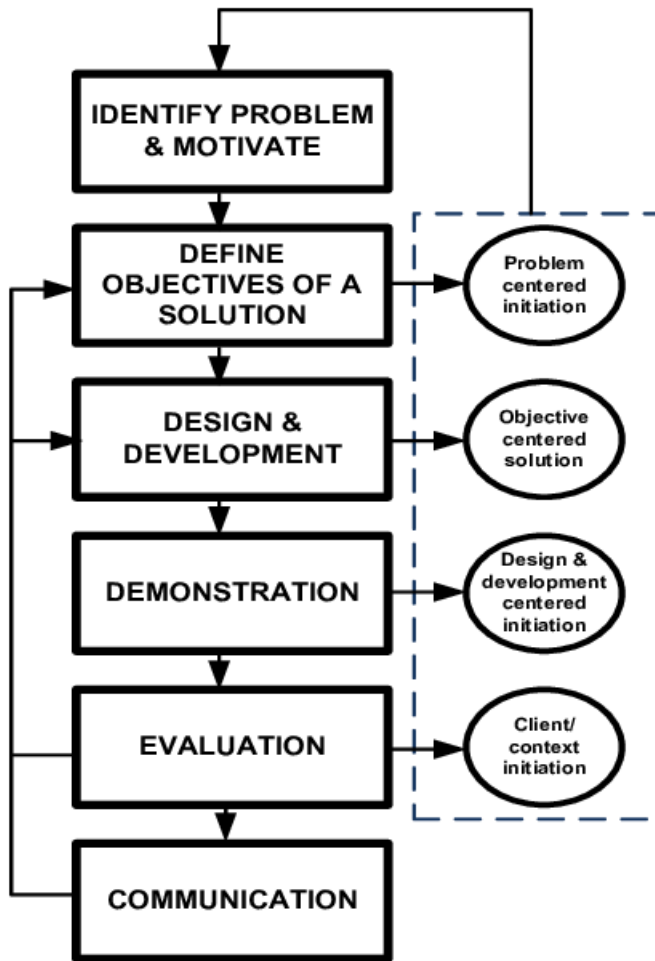 IDENTIFY PROBLEM
& MOTIVATE
DEFINE
OBJECTIVES OF A
SOLUTION
Problem
centered
initiation
DESIGN &
DEVELOPMENT
Objective
centered
solution
DEMONSTRATION
Design &
development
centered
initiation
EVALUATION
Client/
context
initiation
COMMUNICATION